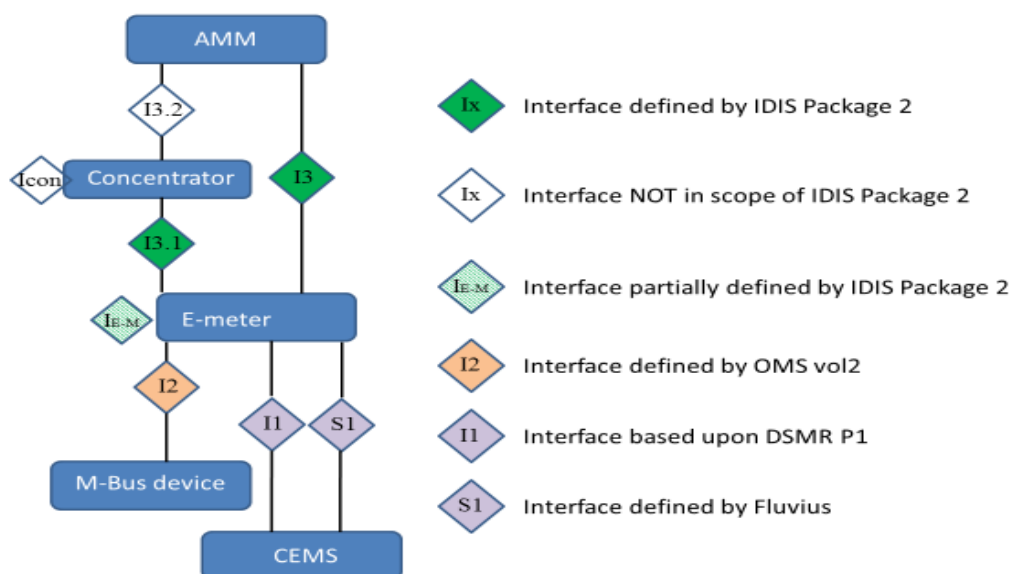 AMM
I3.2
Icon
Concentrator
I3
I3.1
IE-M
E-meter
I2
I1
S1
M-Bus device
CEMS
Ix Interface defined by IDIS Package 2
Ix Interface NOT in scope of IDIS Package 2
IE-M Interface partially defined by IDIS Package 2
I2 Interface defined by OMS vol2
I1 Interface based upon DSMR P1
S1 Interface defined by Fluvius